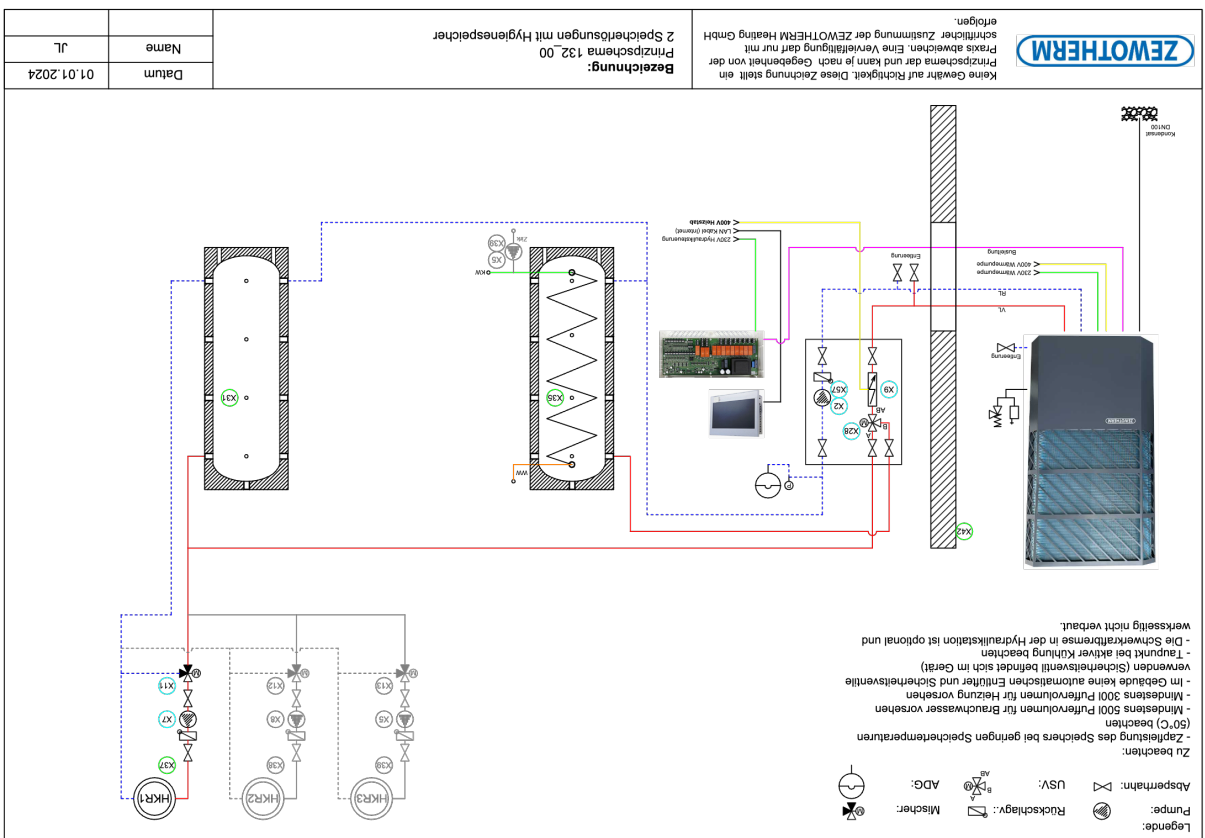 HKR1
HKR2
HKR3
X37
X38
X39
X7
X8
X5
X11
X12
X13
M
M
M
Legende:
Pumpe:
Rückschlagv.:
Mischer:
M
Absperrhahn:
USV:
A
B
AB
M
ADG:
Zu beachten:
- Zapfleistung des Speichers bei geringen Speichertemperaturen
(50°C) beachten
- Mindestens 500l Puffervolumen für Brauchwasser vorsehen
- Mindestens 300l Puffervolumen für Heizung vorsehen
- Im Gebäude keine automatischen Entlüfter und Sicherheitsventile
verwenden (Sicherheitsventil befindet sich im Gerät)
- Taupunkt bei aktiver Kühlung beachten
- Die Schwerkraftbremse in der Hydraulikstation ist optional und
werksseitig nicht verbaut.
X42
P
WW
A
B
AB
M
X28
X2
X57
X9
X31
X35
ZEWOTHERM
Entleerung
VL
RL
230V Wärmepumpe
400V Wärmepumpe
Busleitung
Entleerung
230V Hydrauliksteuerung
LAN Kabel (Internet)
400V Heizstab
KW
X5
X39
Zirk
Kondensat
DN100
ZEWOTHERM
Keine Gewähr auf Richtigkeit. Diese Zeichnung stellt ein
Prinzipschema dar und kann je nach Gegebenheit von der
Praxis abweichen. Eine Vervielfältigung darf nur mit
schriftlicher Zustimmung der ZEWOTHERM Heating GmbH
erfolgen.
Bezeichnung:
Prinzipschema 132_00
2 Speicherlösungen mit Hygienespeicher
Datum
01.01.2024
Name
JL